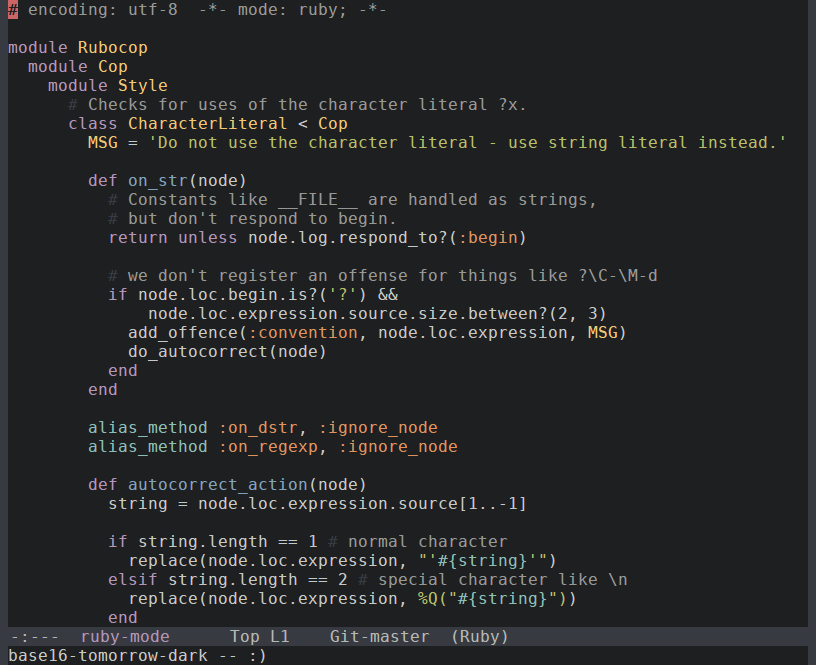 # encoding: utf-8  -*- mode: ruby; -*-

module Rubocop
  module Cop
    module Style
      # Checks for uses of the character literal ?x.
      class CharacterLiteral < Cop
        MSG = 'Do not use the character literal - use string literal instead.'

        def on_str(node)
          # Constants like __FILE__ are handled as strings,
          # but don't respond to begin.
          return unless node.log.respond_to?(:begin)

          # we don't register an offense for things like ?\C-\M-d
          if node.loc.begin.is?('?') &&
              node.loc.expression.source.size.between?(2, 3)
            add_offence(:convention, node.loc.expression, MSG)
            do_autocorrect(node)
          end
        end

        alias_method :on_dstr, :ignore_node
        alias_method :on_regexp, :ignore_node

        def autocorrect_action(node)
          string = node.loc.expression.source[1..-1]

          if string.length == 1 # normal character
            replace(node.loc.expression, "'#{string}'")
          elsif string.length == 2 # special character like \n
            replace(node.loc.expression, %Q("#{string}"))
          end
-:---  ruby-mode      Top L1    Git-master  (Ruby)
base16-tomorrow-dark -- :)